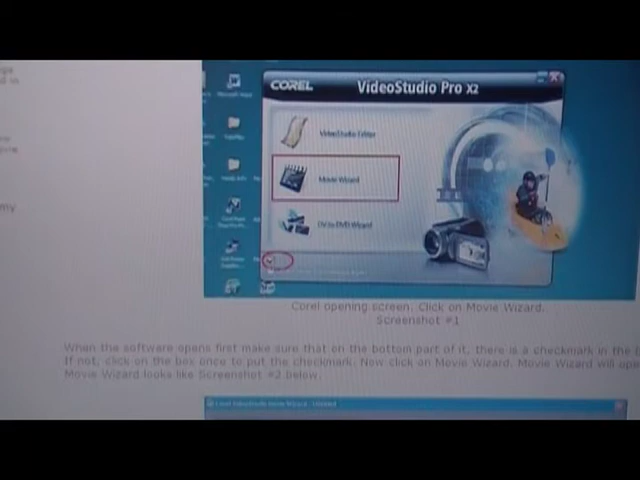 COREL VideoStudio Pro X2
VideoStudio Editor
Movie Wizard
DV to DVD Wizard
Corel opening screen. Click on Movie Wizard.
Screenshot #1
my
When the software opens first make sure that on the bottom part of it, there is a checkmark in the
If not, click on the box once to put the checkmark. Now click on Movie Wizard. Movie Wizard will
Movie Wizard looks like Screenshot #2 below.